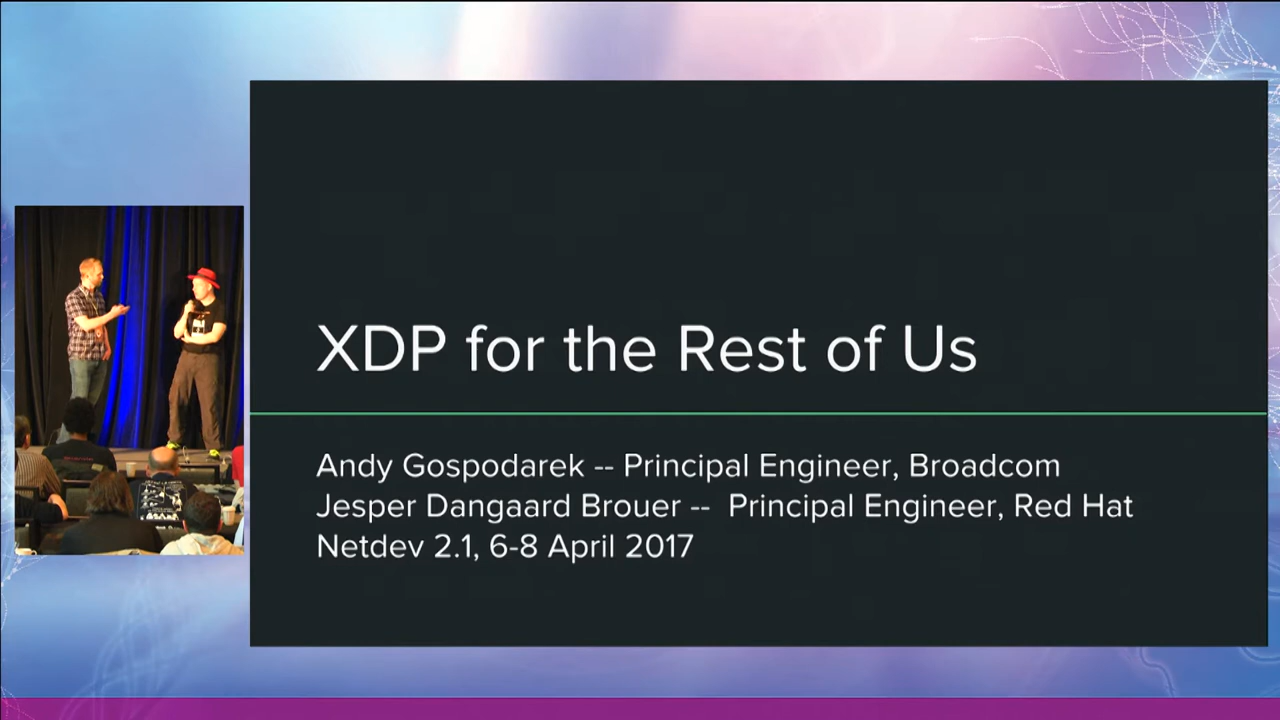 XDP for the Rest of Us
Andy Gospodarek -- Principal Engineer, Broadcom
Jesper Dangaard Brouer -- Principal Engineer, Red Hat
Netdev 2.1, 6-8 April 2017